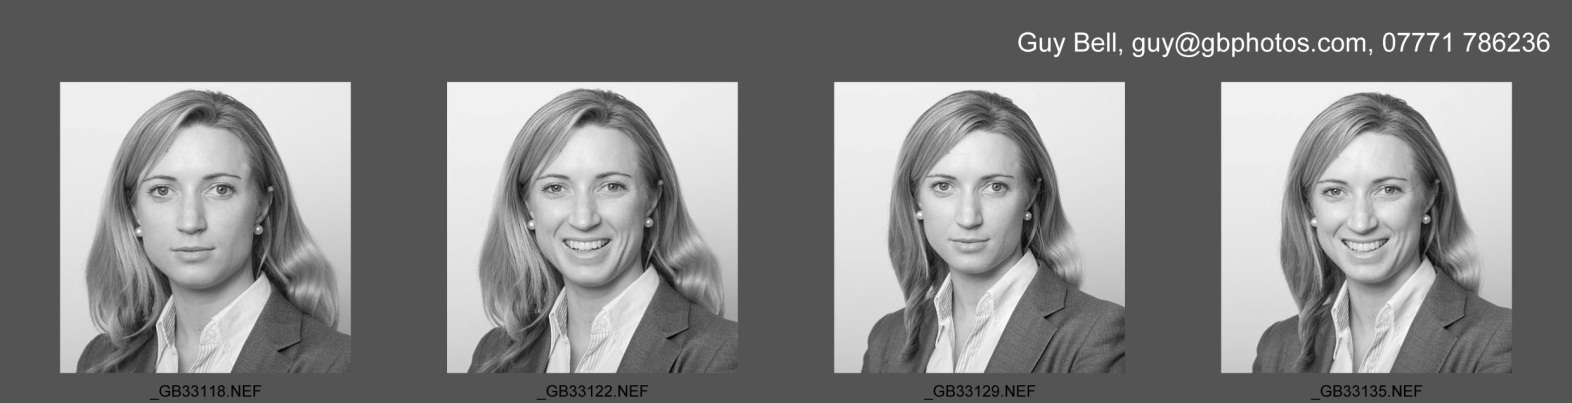 Guy Bell, guy@gbphotos.com, 07771 786236
_GB33118.NEF
_GB33122.NEF
_GB33129.NEF
_GB33135.NEF